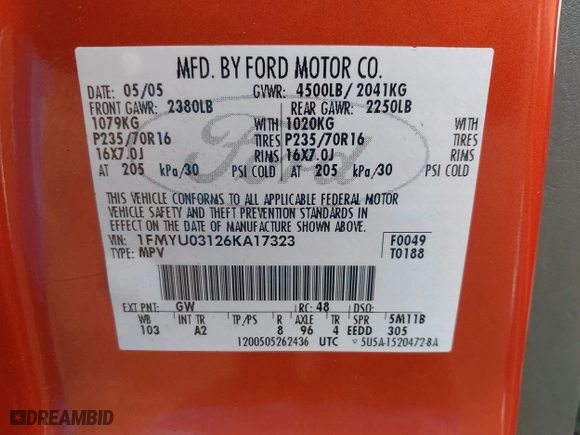 MFD. BY FORD MOTOR CO.
DATE: 05/05 GVWR: 4500LB/ 2041KG
FRONT GAWR: 2380LB REAR GAWR: 2250LB
1079KG WITH 1020KG WITH
P235/70R16 TIRES P235/70R16 TIRES
16X7.0J RIMS 16X7.0J RIMS
AT 205 kPa/30 PSI COLD AT 205 kPa/30 PSI COLD
THIS VEHICLE CONFORMS TO ALL APPLICABLE FEDERAL MOTOR
VEHICLE SAFETY AND THEFT PREVENTION STANDARDS IN
EFFECT ON THE DATE OF MANUFACTURE SHOWN ABOVE.
VIN: 1FMYU03126KA17323 F0049
TYPE: MPV T0188
EXT PNT: GW RC: 48 DSO:
WB INT TR TP/PS R AXLE TR SPR 5M11B
103 A2 8 96 4 EEDD 305
1200505262436 UTC 5U5A-1520472-BA
Ford
DREAMBID